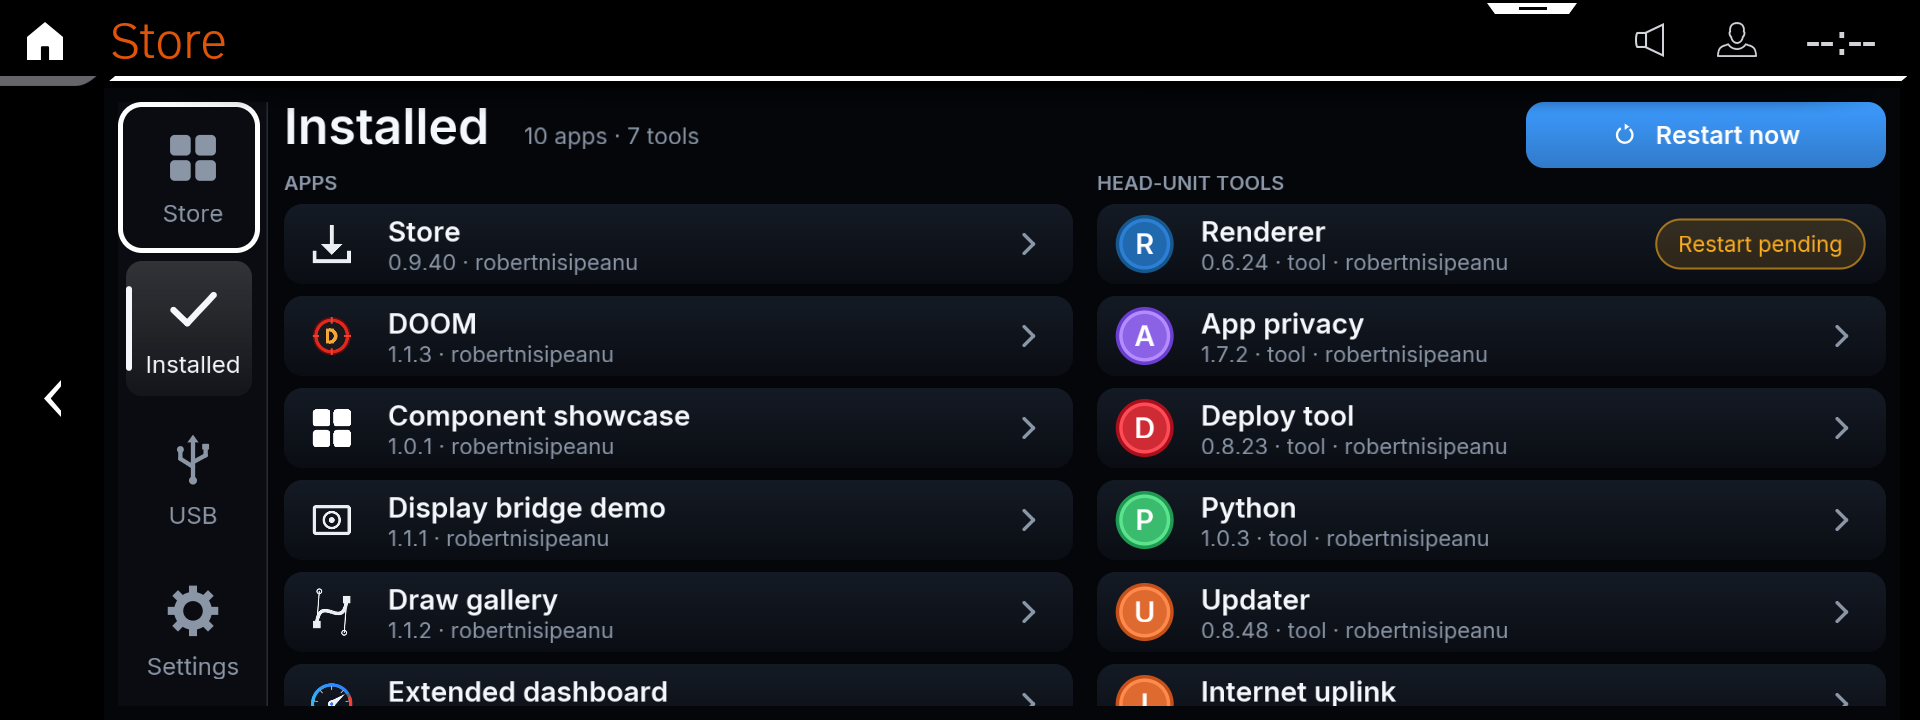 Store
--:--
Store
Installed
USB
Settings
Installed
10 apps · 7 tools
Restart now
APPS
Store
0.9.40 · robertnisipeanu
DOOM
1.1.3 · robertnisipeanu
Component showcase
1.0.1 · robertnisipeanu
Display bridge demo
1.1.1 · robertnisipeanu
Draw gallery
1.1.2 · robertnisipeanu
Extended dashboard
HEAD-UNIT TOOLS
R
Renderer
0.6.24 · tool · robertnisipeanu
Restart pending
A
App privacy
1.7.2 · tool · robertnisipeanu
D
Deploy tool
0.8.23 · tool · robertnisipeanu
P
Python
1.0.3 · tool · robertnisipeanu
U
Updater
0.8.48 · tool · robertnisipeanu
I
Internet uplink